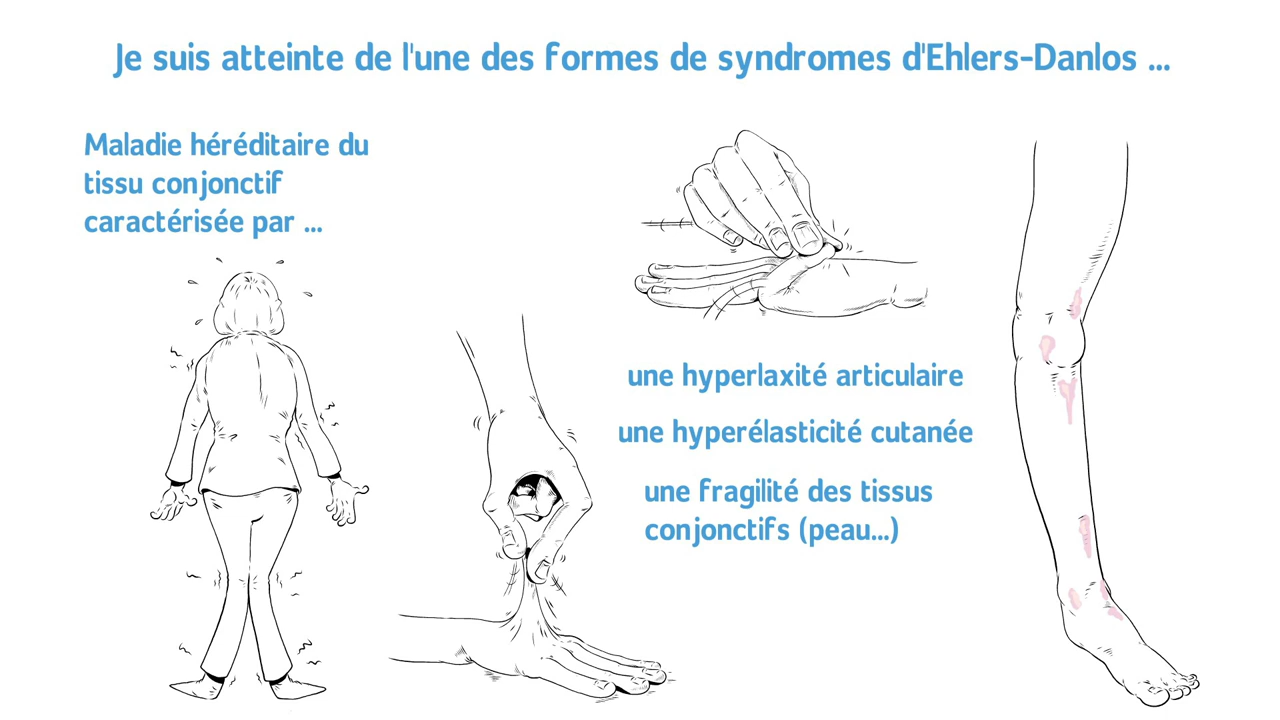 Je suis atteinte de l'une des formes de syndromes d'Ehlers-Danlos ...
Maladie héréditaire du
tissu conjonctif
caractérisée par ...
une hyperlaxité articulaire
une hyperélasticité cutanée
une fragilité des tissus
conjonctifs (peau...)